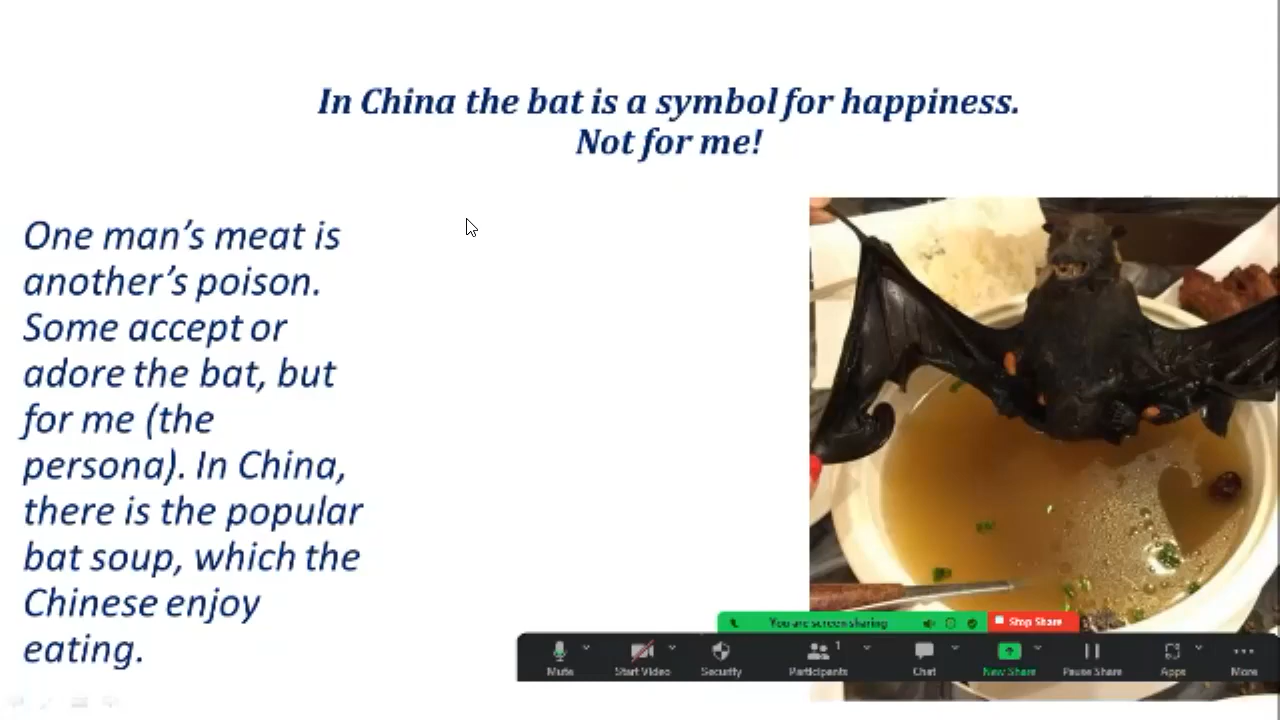 In China the bat is a symbol for happiness.
Not for me!
One man's meat is
another's poison.
Some accept or
adore the bat, but
for me (the
persona). In China,
there is the popular
bat soup, which the
Chinese enjoy
eating.
You are screen sharing
Stop Share
Mute
Start Video
Security
1
Participants
Chat
New Share
Pause Share
Apps
More